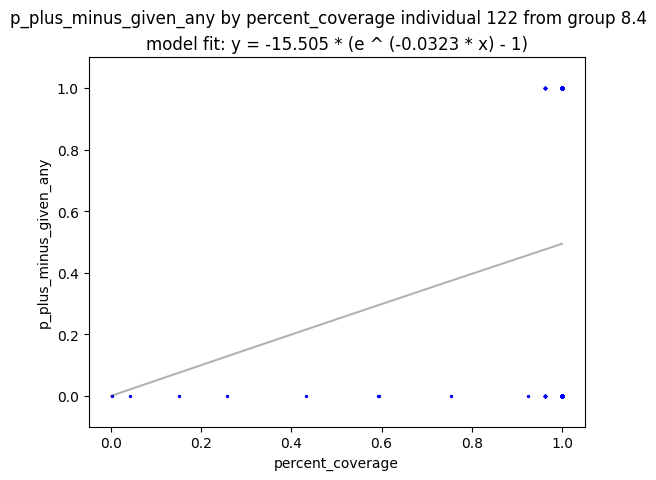 p_plus_minus_given_any by percent_coverage individual 122 from group 8.4
model fit: y = -15.505 * (e ^ (-0.0323 * x) - 1)
1.0
0.8
0.6
0.4
0.2
0.0
p_plus_minus_given_any
0.0 0.2 0.4 0.6 0.8 1.0
percent_coverage